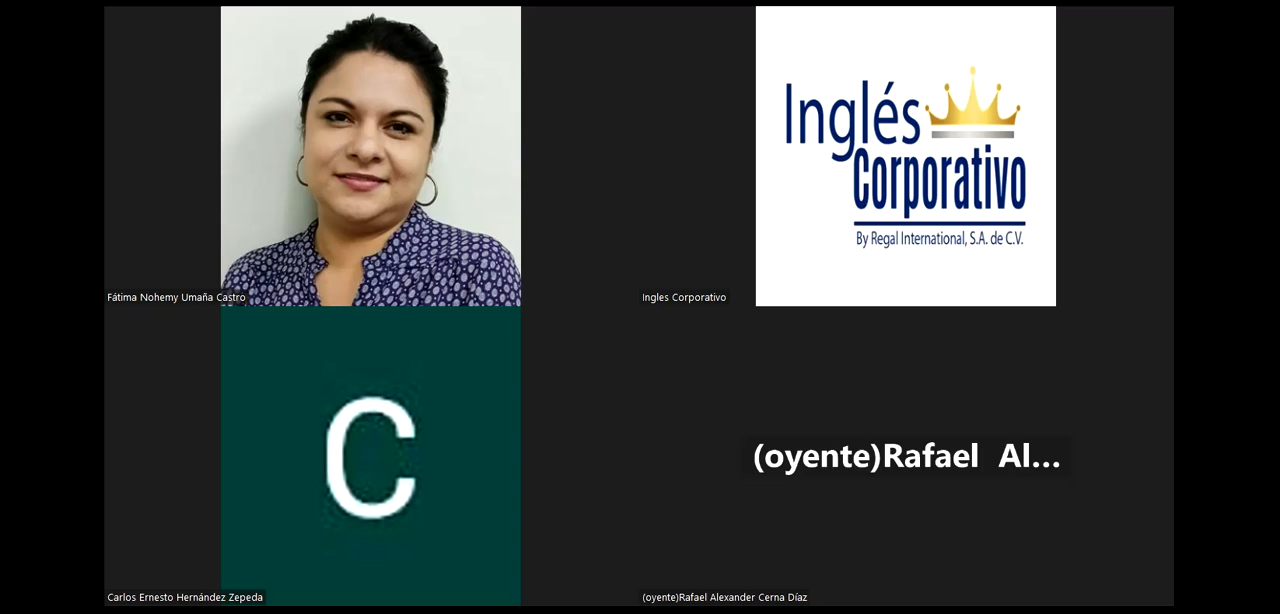 Inglés
Corporativo
By Regal International, S.A. de C.V.
Fátima Nohemy Umaña Castro
Ingles Corporativo
C
(oyente)Rafael Al...
Carlos Ernesto Hernández Zepeda
(oyente)Rafael Alexander Cerna Díaz